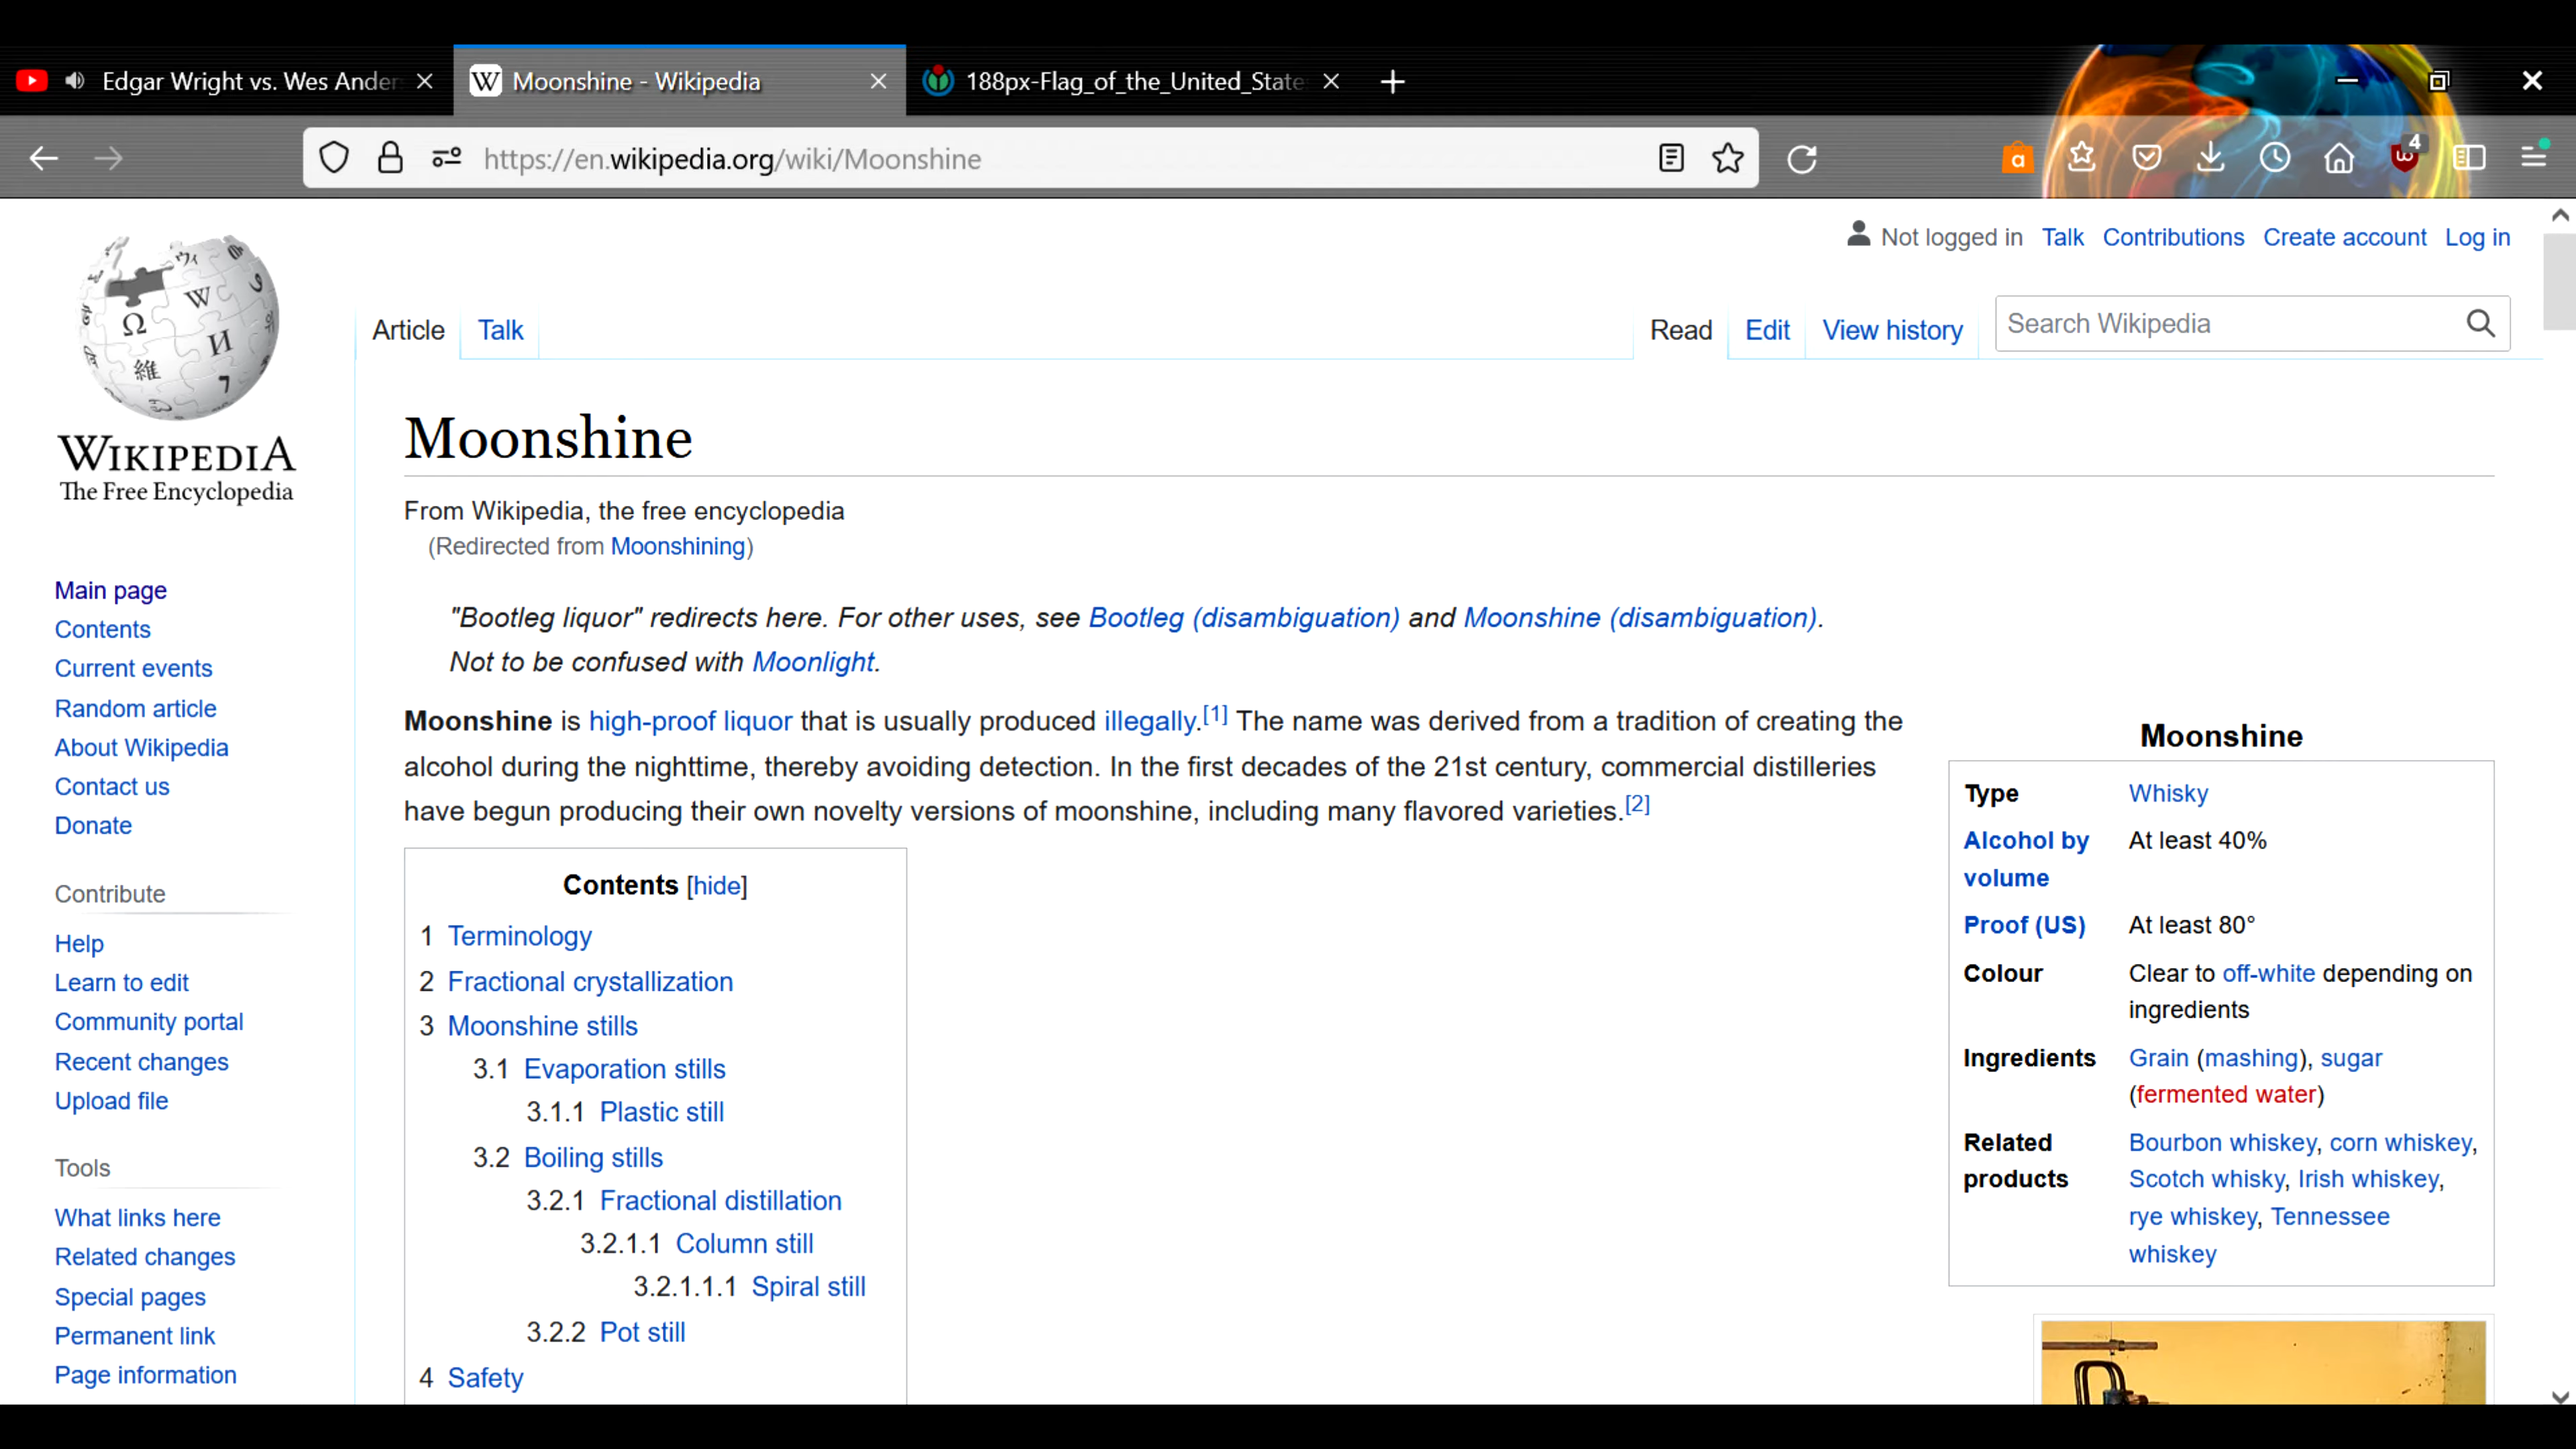 Edgar Wright vs. Wes Ander
Moonshine - Wikipedia
188px-Flag_of_the_United_State
https://en.wikipedia.org/wiki/Moonshine
a
4
Not logged in Talk Contributions Create account Log in
Article Talk
Read Edit View history
Search Wikipedia
Ω W И 維 7
WIKIPEDIA
The Free Encyclopedia
Main page
Contents
Current events
Random article
About Wikipedia
Contact us
Donate
Contribute
Help
Learn to edit
Community portal
Recent changes
Upload file
Tools
What links here
Related changes
Special pages
Permanent link
Page information
Moonshine
From Wikipedia, the free encyclopedia
(Redirected from Moonshining)
"Bootleg liquor" redirects here. For other uses, see Bootleg (disambiguation) and Moonshine (disambiguation).
Not to be confused with Moonlight.
Moonshine is high-proof liquor that is usually produced illegally.[1] The name was derived from a tradition of creating the
alcohol during the nighttime, thereby avoiding detection. In the first decades of the 21st century, commercial distilleries
have begun producing their own novelty versions of moonshine, including many flavored varieties.[2]
Contents [hide]
1 Terminology
2 Fractional crystallization
3 Moonshine stills
3.1 Evaporation stills
3.1.1 Plastic still
3.2 Boiling stills
3.2.1 Fractional distillation
3.2.1.1 Column still
3.2.1.1.1 Spiral still
3.2.2 Pot still
4 Safety
Moonshine
Type Whisky
Alcohol by At least 40%
volume
Proof (US) At least 80°
Colour Clear to off-white depending on
ingredients
Ingredients Grain (mashing), sugar
(fermented water)
Related Bourbon whiskey, corn whiskey,
products Scotch whisky, Irish whiskey,
rye whiskey, Tennessee
whiskey